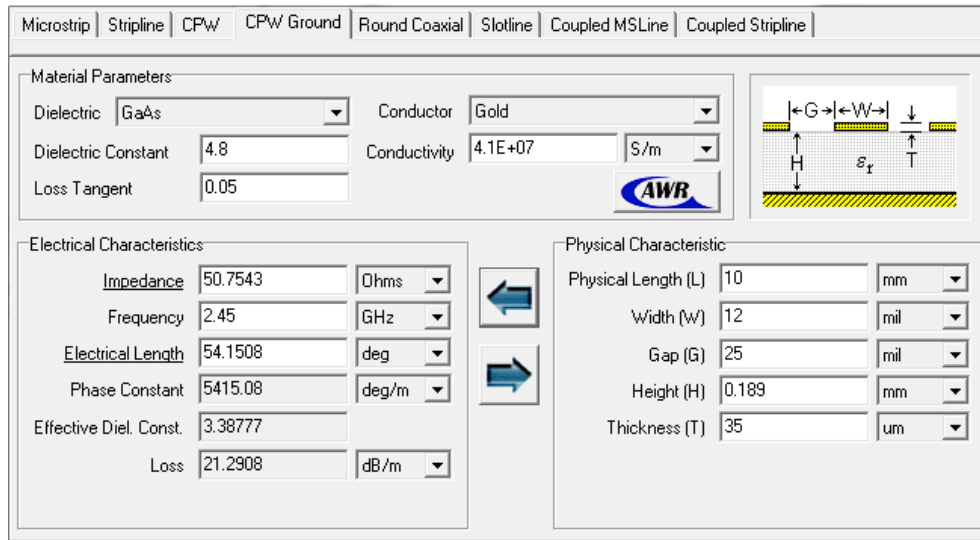 Microstrip Stripline CPW CPW Ground Round Coaxial Slotline Coupled MSLine Coupled Stripline
Material Parameters
Dielectric GaAs Conductor Gold
Dielectric Constant 4.8 Conductivity 4.1E+07 S/m
Loss Tangent 0.05
AWR
G W
H εr T
Electrical Characteristics
Impedance 50.7543 Ohms
Frequency 2.45 GHz
Electrical Length 54.1508 deg
Phase Constant 5415.08 deg/m
Effective Diel. Const. 3.38777
Loss 21.2908 dB/m
Physical Characteristic
Physical Length (L) 10 mm
Width (W) 12 mil
Gap (G) 25 mil
Height (H) 0.189 mm
Thickness (T) 35 um